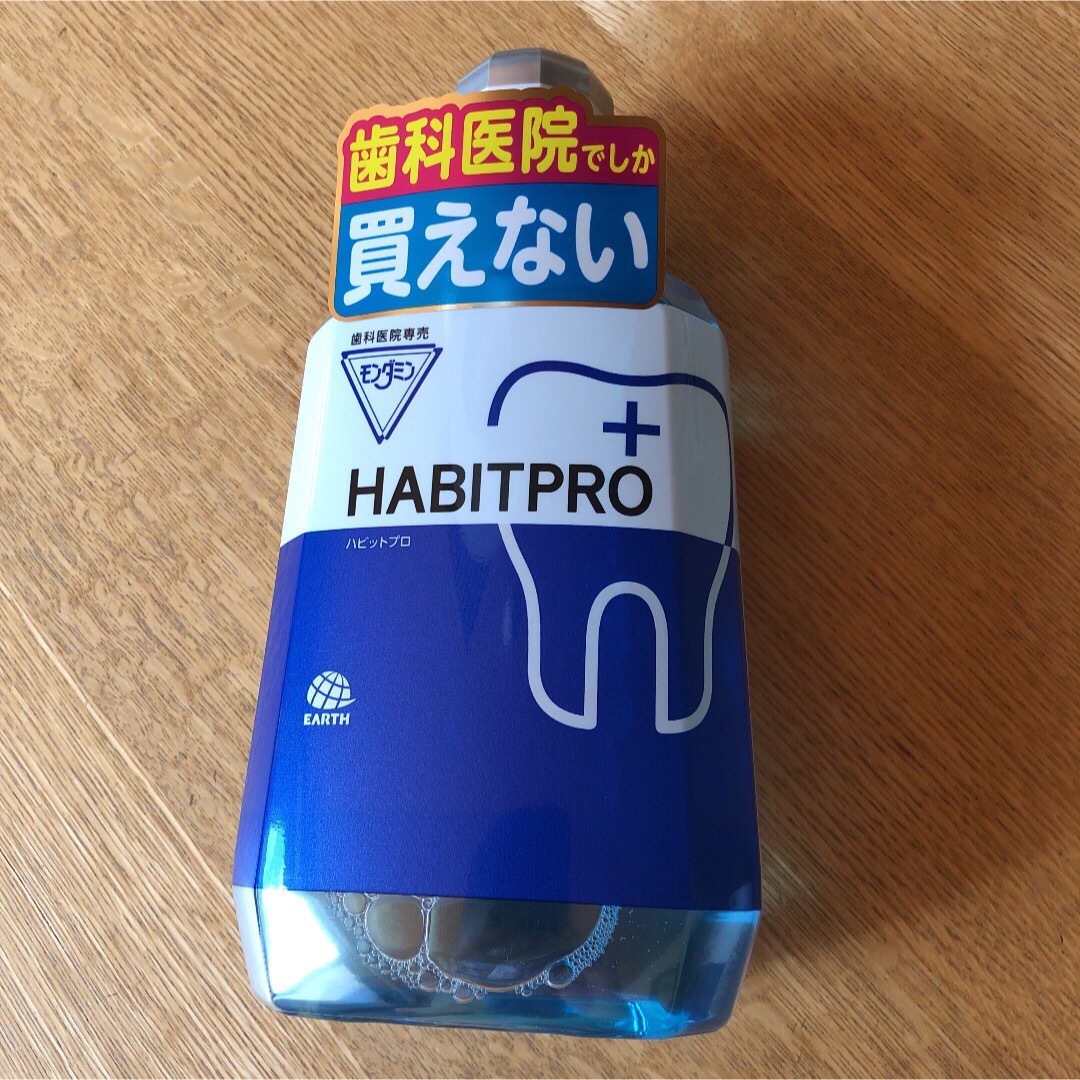 歯科医院でしか
買えない
歯科医院専売
モンダミン
HABITPRO
ハビットプロ
EARTH